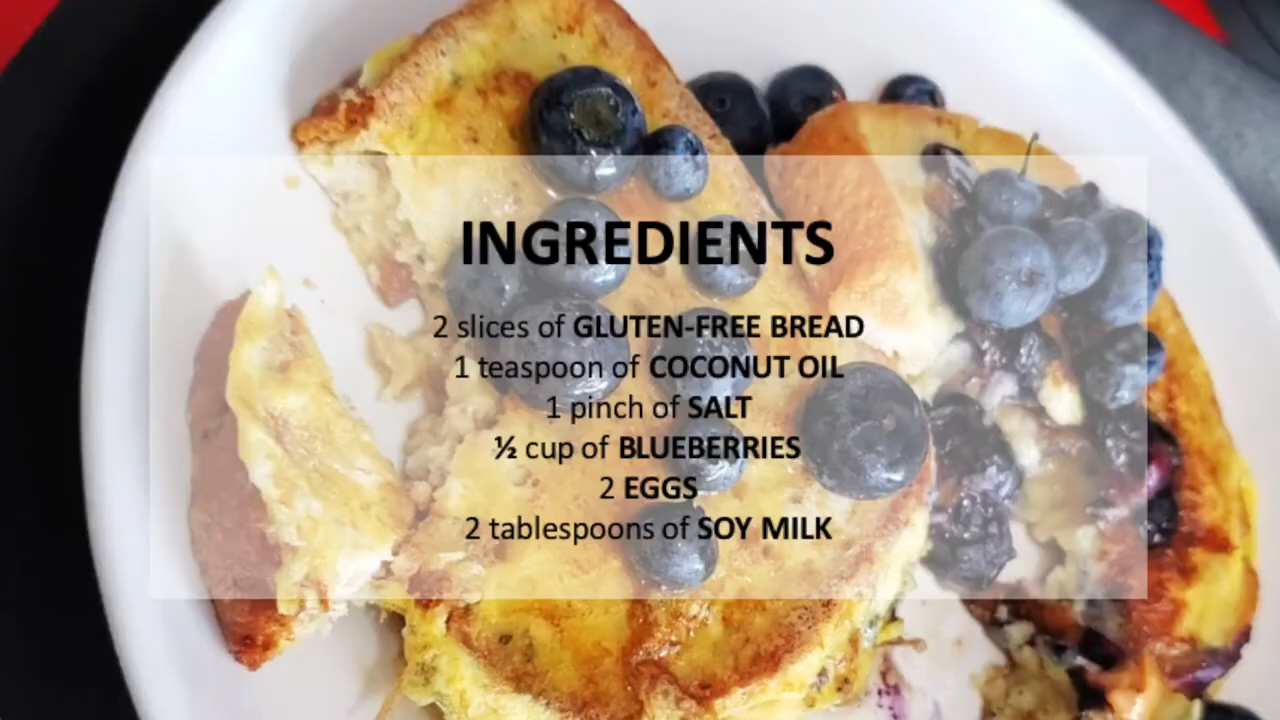 INGREDIENTS
2 slices of GLUTEN-FREE BREAD
1 teaspoon of COCONUT OIL
1 pinch of SALT
½ cup of BLUEBERRIES
2 EGGS
2 tablespoons of SOY MILK